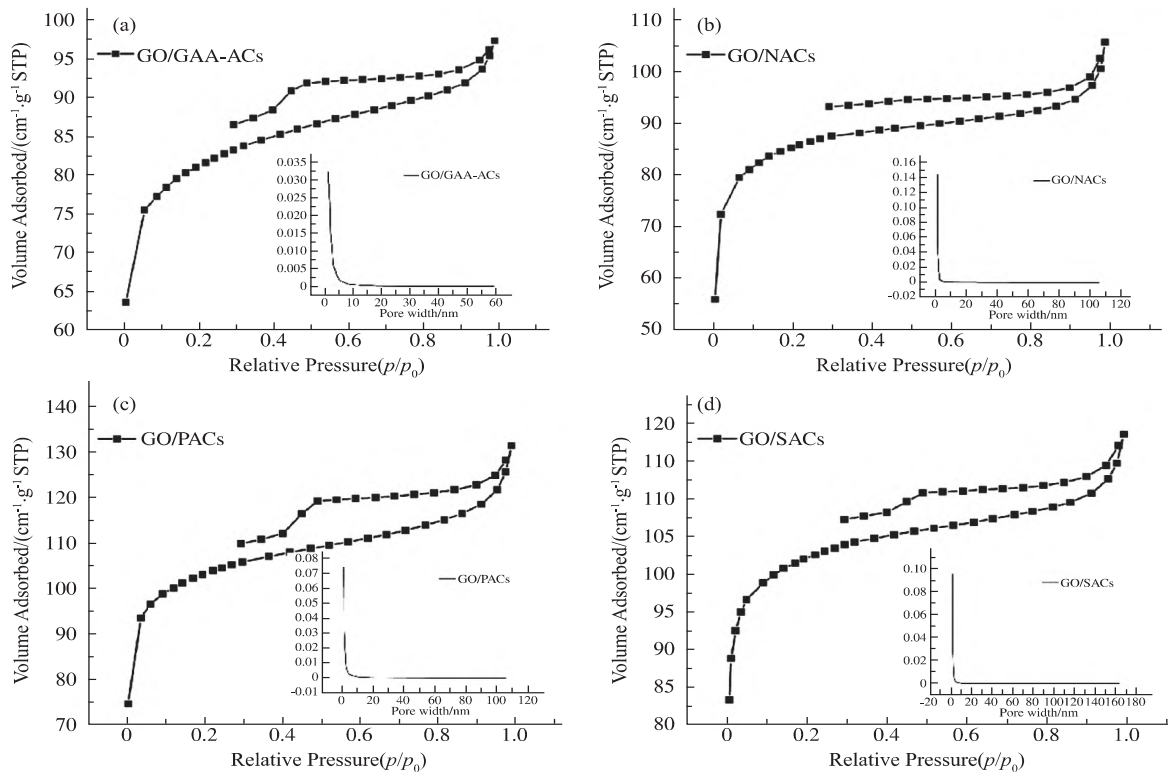 (a)
GO/GAA-ACs
Volume Adsorbed/(cm⁻¹·g⁻¹ STP)
100
95
90
85
80
75
70
65
60
0 0.2 0.4 0.6 0.8 1.0
Relative Pressure(p/p₀)
GO/GAA-ACs
0.035
0.030
0.025
0.020
0.015
0.010
0.005
0
0 10 20 30 40 50 60
Pore width/nm
(b)
GO/NACs
Volume Adsorbed/(cm⁻¹·g⁻¹ STP)
110
100
90
80
70
60
50
0 0.2 0.4 0.6 0.8 1.0
Relative Pressure(p/p₀)
GO/NACs
0.16
0.14
0.12
0.10
0.08
0.06
0.04
0.02
0
-0.02
0 20 40 60 80 100 120
Pore width/nm
(c)
GO/PACs
Volume Adsorbed/(cm⁻¹·g⁻¹ STP)
140
130
120
110
100
90
80
70
0 0.2 0.4 0.6 0.8 1.0
Relative Pressure(p/p₀)
GO/PACs
0.08
0.07
0.06
0.05
0.04
0.03
0.02
0.01
0
-0.01
0 20 40 60 80 100 120
Pore width/nm
(d)
GO/SACs
Volume Adsorbed/(cm⁻¹·g⁻¹ STP)
120
110
110
105
100
95
90
85
80
0 0.2 0.4 0.6 0.8 1.0
Relative Pressure(p/p₀)
GO/SACs
0.10
0.08
0.06
0.04
0.02
0
-20 0 20 40 60 80 100 120 140 160 180
Pore width/nm